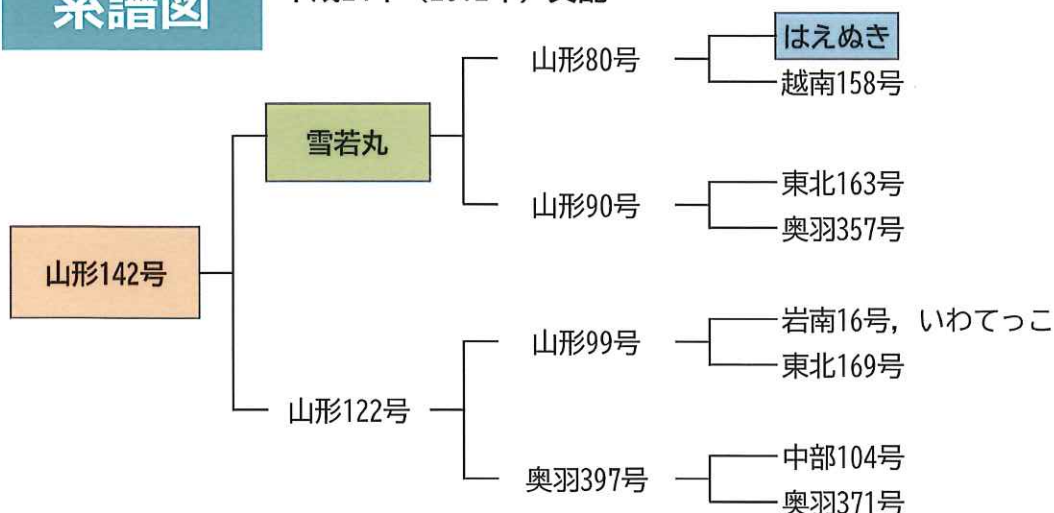 系譜図
はえぬき
山形80号
越南158号
雪若丸
東北163号
山形90号
奥羽357号
山形142号
岩南16号，いわてっこ
山形99号
東北169号
山形122号
中部104号
奥羽397号
奥羽371号